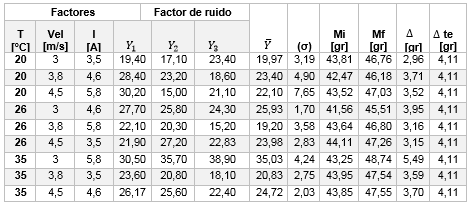 Factores Factor de ruido
T [°C] Vel [m/s] I [A] Y1 Y2 Y3 Y̅ (σ) Mi [gr] Mf [gr] Δ [gr] Δ te [gr]
20 3 3,5 19,40 17,10 23,40 19,97 3,19 43,81 46,76 2,96 4,11
20 3,8 4,6 28,40 23,20 18,60 23,40 4,90 42,47 46,18 3,71 4,11
20 4,5 5,8 30,20 15,00 21,10 22,10 7,65 43,52 47,03 3,52 4,11
26 3 4,6 27,70 25,80 24,30 25,93 1,70 41,56 45,51 3,95 4,11
26 3,8 5,8 22,10 20,30 15,20 19,20 3,58 43,64 46,80 3,16 4,11
26 4,5 3,5 21,90 27,20 22,83 23,98 2,83 44,11 47,26 3,15 4,11
35 3 5,8 30,50 35,70 38,90 35,03 4,24 43,25 48,74 5,49 4,11
35 3,8 3,5 23,60 20,80 18,10 20,83 2,75 43,95 47,54 3,59 4,11
35 4,5 4,6 26,17 25,60 22,40 24,72 2,03 43,85 47,55 3,70 4,11